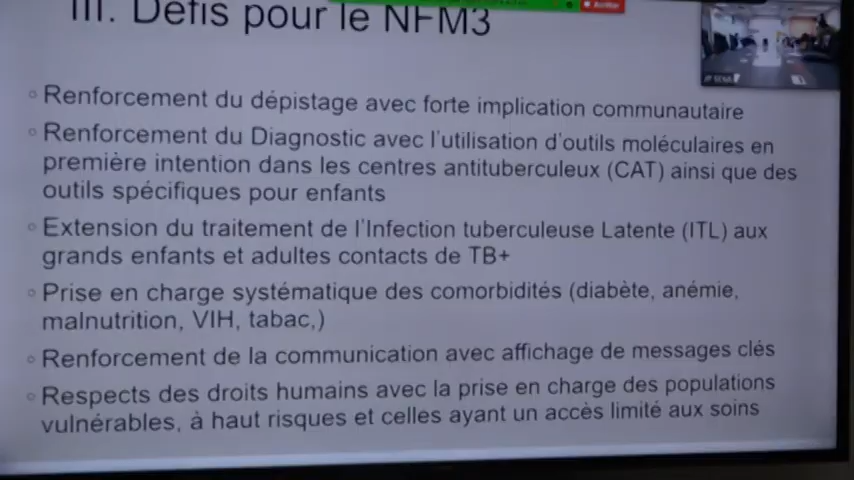 III. Défis pour le NFM3
Arrêter
Renforcement du dépistage avec forte implication communautaire
Renforcement du Diagnostic avec l'utilisation d'outils moléculaires en
première intention dans les centres antituberculeux (CAT) ainsi que des
outils spécifiques pour enfants
Extension du traitement de l'Infection tuberculeuse Latente (ITL) aux
grands enfants et adultes contacts de TB+
Prise en charge systématique des comorbidités (diabète, anémie,
malnutrition, VIH, tabac,)
Renforcement de la communication avec affichage de messages clés
Respects des droits humains avec la prise en charge des populations
vulnérables, à haut risques et celles ayant un accès limité aux soins